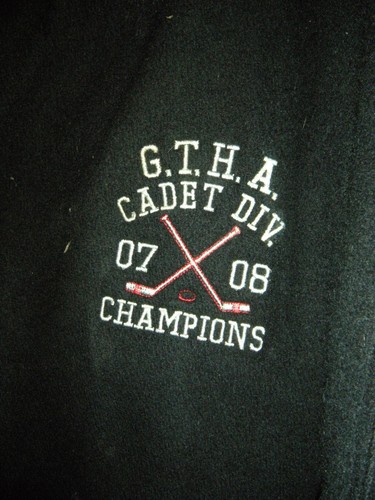 G.T.H.A.
CADET DIV.
07 08
CHAMPIONS